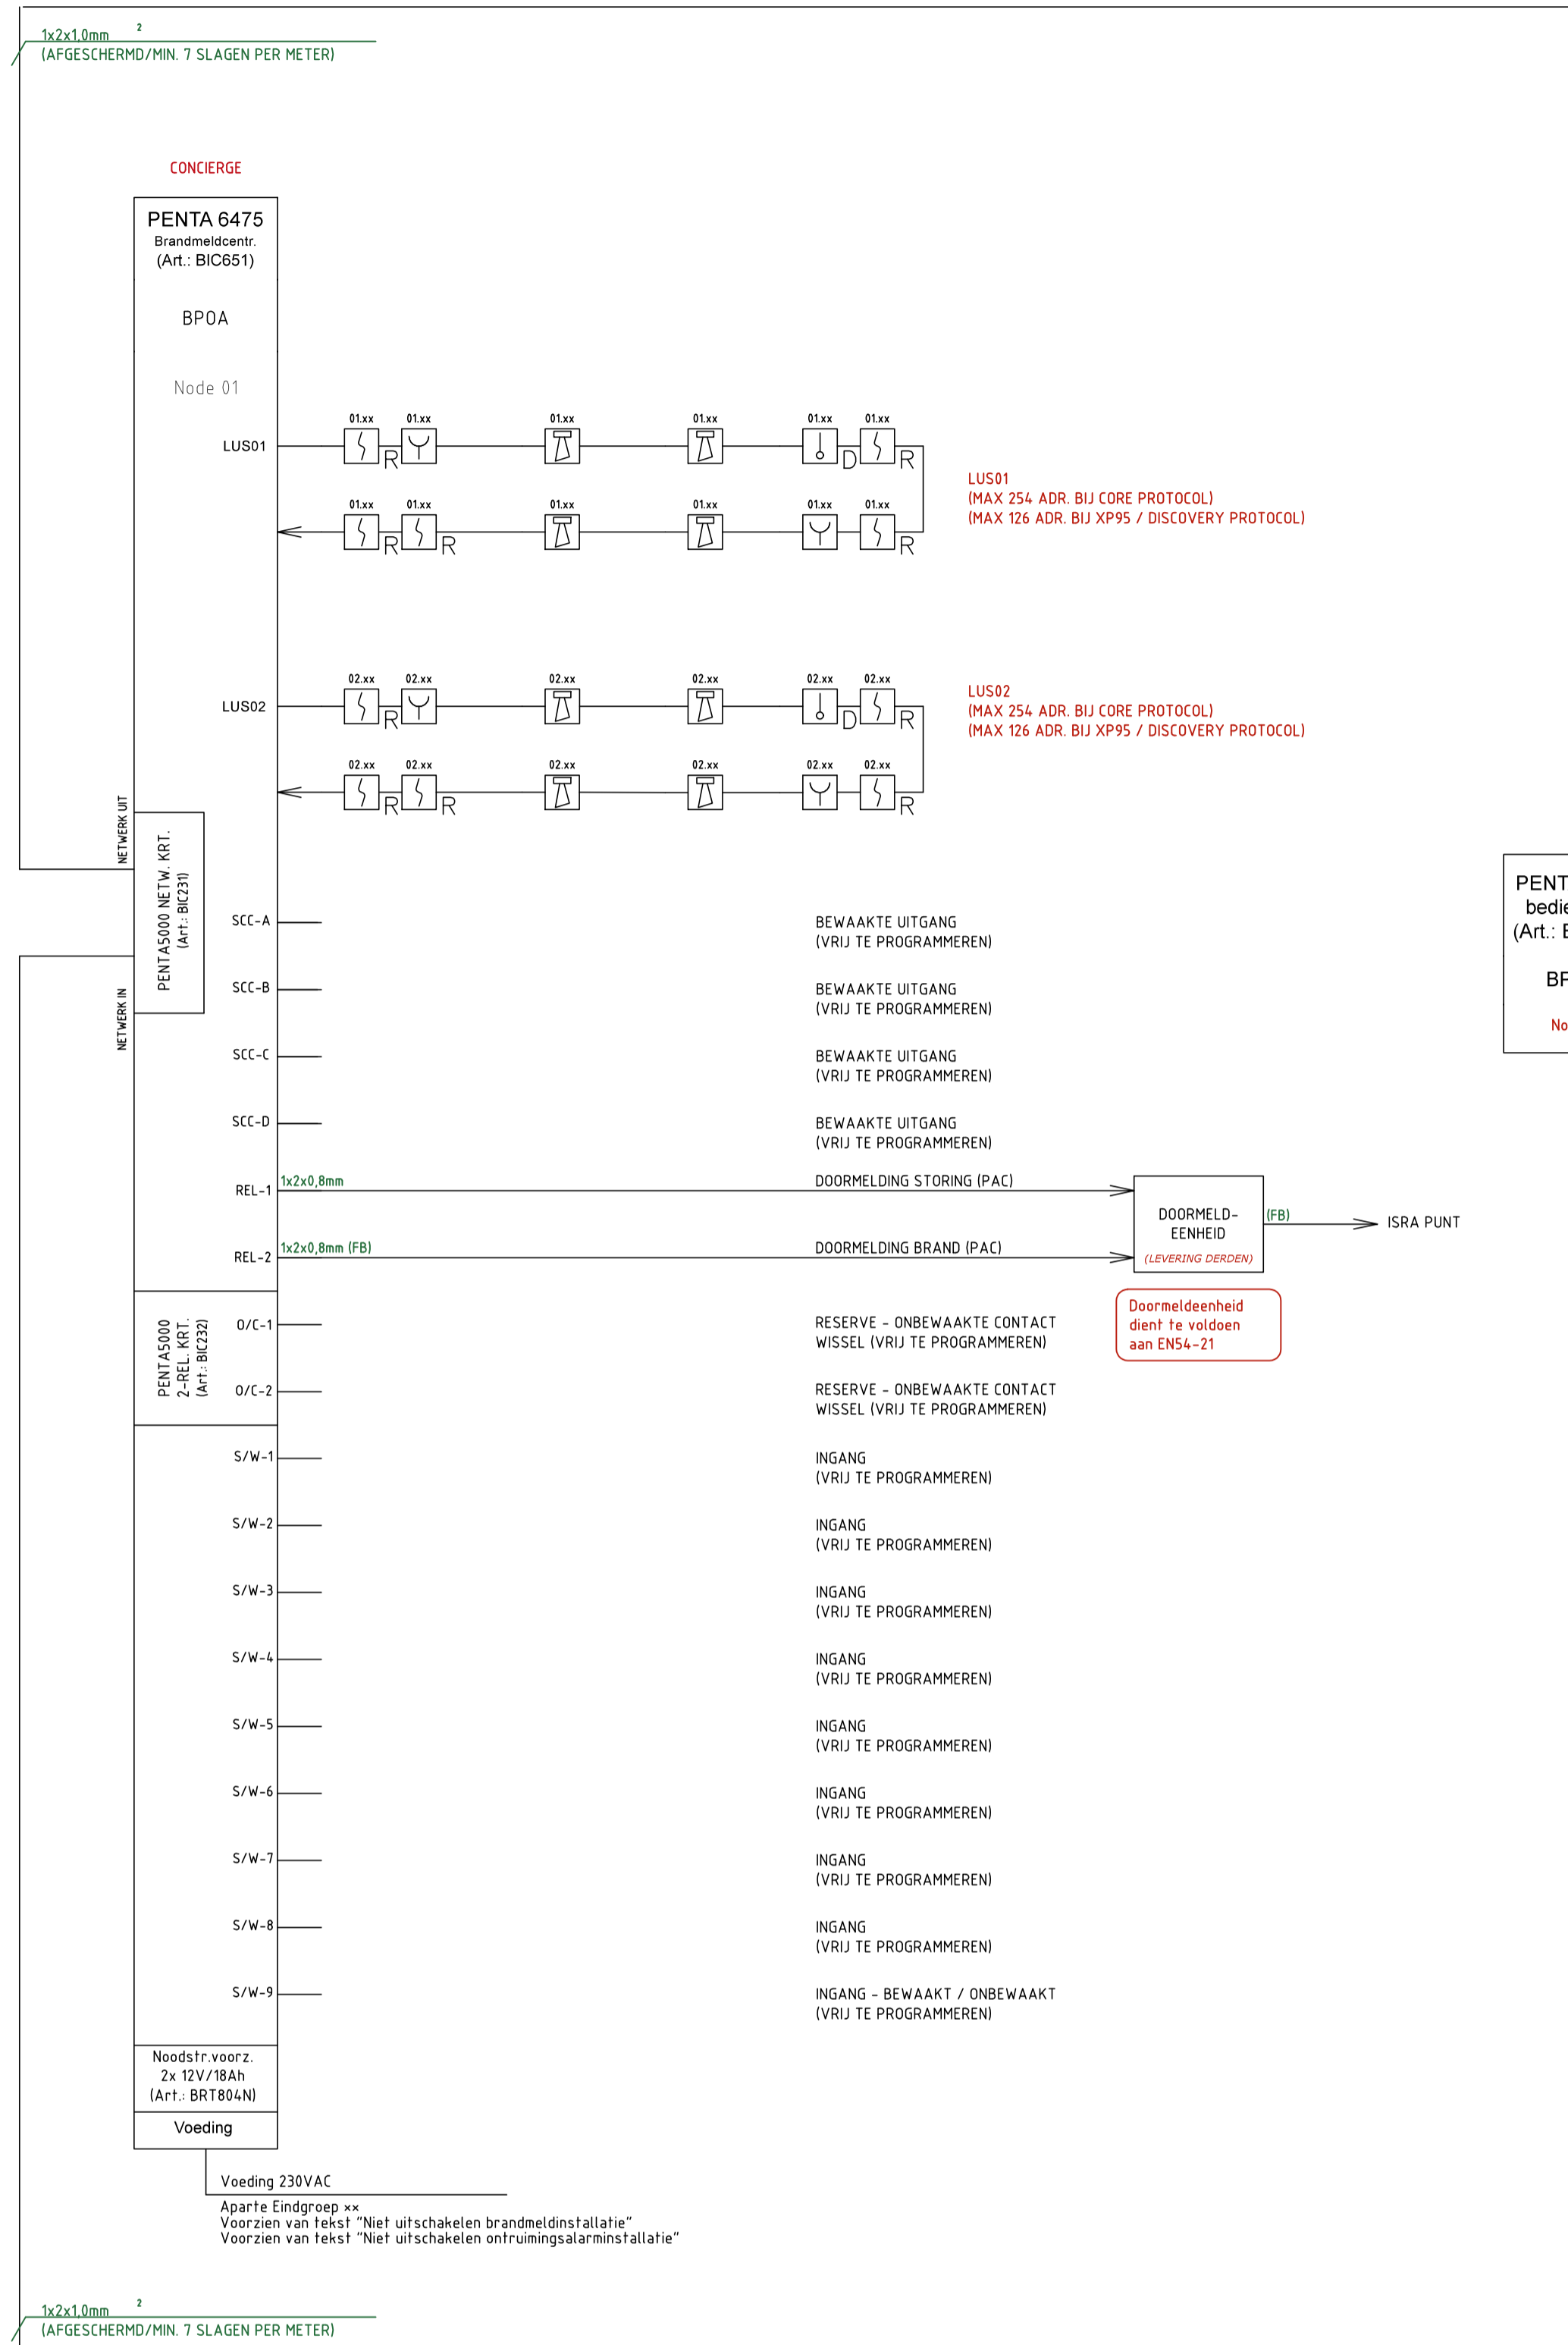 1x2x1,0mm 2
(AFGESCHERMD/MIN. 7 SLAGEN PER METER)
CONCIERGE
PENTA 6475
Brandmeldcentr.
(Art.: BIC651)
BPOA
Node 01
01.xx 01.xx 01.xx 01.xx 01.xx 01.xx
LUS01
R D R
LUS01
(MAX 254 ADR. BIJ CORE PROTOCOL)
(MAX 126 ADR. BIJ XP95 / DISCOVERY PROTOCOL)
01.xx 01.xx 01.xx 01.xx 01.xx 01.xx
R R R
02.xx 02.xx 02.xx 02.xx 02.xx 02.xx
LUS02
R D R
LUS02
(MAX 254 ADR. BIJ CORE PROTOCOL)
(MAX 126 ADR. BIJ XP95 / DISCOVERY PROTOCOL)
02.xx 02.xx 02.xx 02.xx 02.xx 02.xx
R R R
NETWERK UIT
PENTA5000 NETW. KRT.
(Art.: BIC231)
NETWERK IN
PENT
bedie
(Art.: B
BP
No
SCC-A
BEWAAKTE UITGANG
(VRIJ TE PROGRAMMEREN)
SCC-B
BEWAAKTE UITGANG
(VRIJ TE PROGRAMMEREN)
SCC-C
BEWAAKTE UITGANG
(VRIJ TE PROGRAMMEREN)
SCC-D
BEWAAKTE UITGANG
(VRIJ TE PROGRAMMEREN)
REL-1
1x2x0,8mm
DOORMELDING STORING (PAC)
REL-2
1x2x0,8mm (FB)
DOORMELDING BRAND (PAC)
DOORMELD-
EENHEID
(LEVERING DERDEN)
(FB)
ISRA PUNT
Doormeldeenheid
dient te voldoen
aan EN54-21
PENTA5000
2-REL. KRT.
(Art.: BIC232)
O/C-1
RESERVE - ONBEWAAKTE CONTACT
WISSEL (VRIJ TE PROGRAMMEREN)
O/C-2
RESERVE - ONBEWAAKTE CONTACT
WISSEL (VRIJ TE PROGRAMMEREN)
S/W-1
INGANG
(VRIJ TE PROGRAMMEREN)
S/W-2
INGANG
(VRIJ TE PROGRAMMEREN)
S/W-3
INGANG
(VRIJ TE PROGRAMMEREN)
S/W-4
INGANG
(VRIJ TE PROGRAMMEREN)
S/W-5
INGANG
(VRIJ TE PROGRAMMEREN)
S/W-6
INGANG
(VRIJ TE PROGRAMMEREN)
S/W-7
INGANG
(VRIJ TE PROGRAMMEREN)
S/W-8
INGANG
(VRIJ TE PROGRAMMEREN)
S/W-9
INGANG - BEWAAKT / ONBEWAAKT
(VRIJ TE PROGRAMMEREN)
Noodstr.voorz.
2x 12V/18Ah
(Art.: BRT804N)
Voeding
Voeding 230VAC
Aparte Eindgroep xx
Voorzien van tekst "Niet uitschakelen brandmeldinstallatie"
Voorzien van tekst "Niet uitschakelen ontruimingsalarminstallatie"
1x2x1,0mm 2
(AFGESCHERMD/MIN. 7 SLAGEN PER METER)